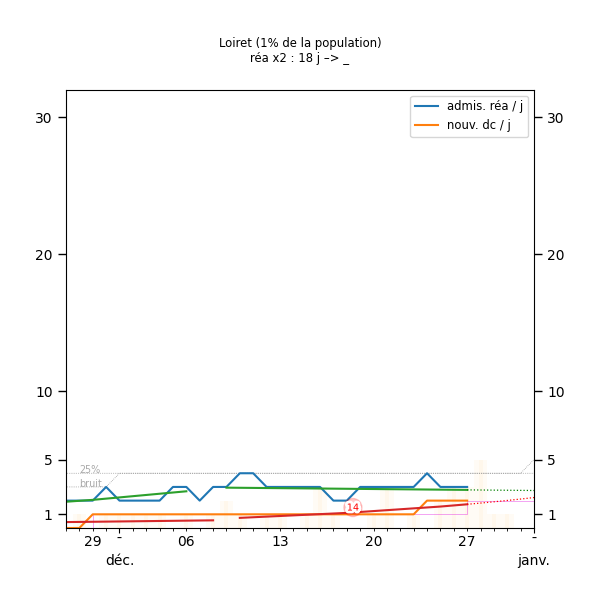 Loiret (1% de la population)
réa x2 : 18 j –> _
admis. réa / j
nouv. dc / j
30 30
20 20
10 10
5 5
25%
bruit
14
1 1
29 - 06 13 20 27 -
déc. janv.